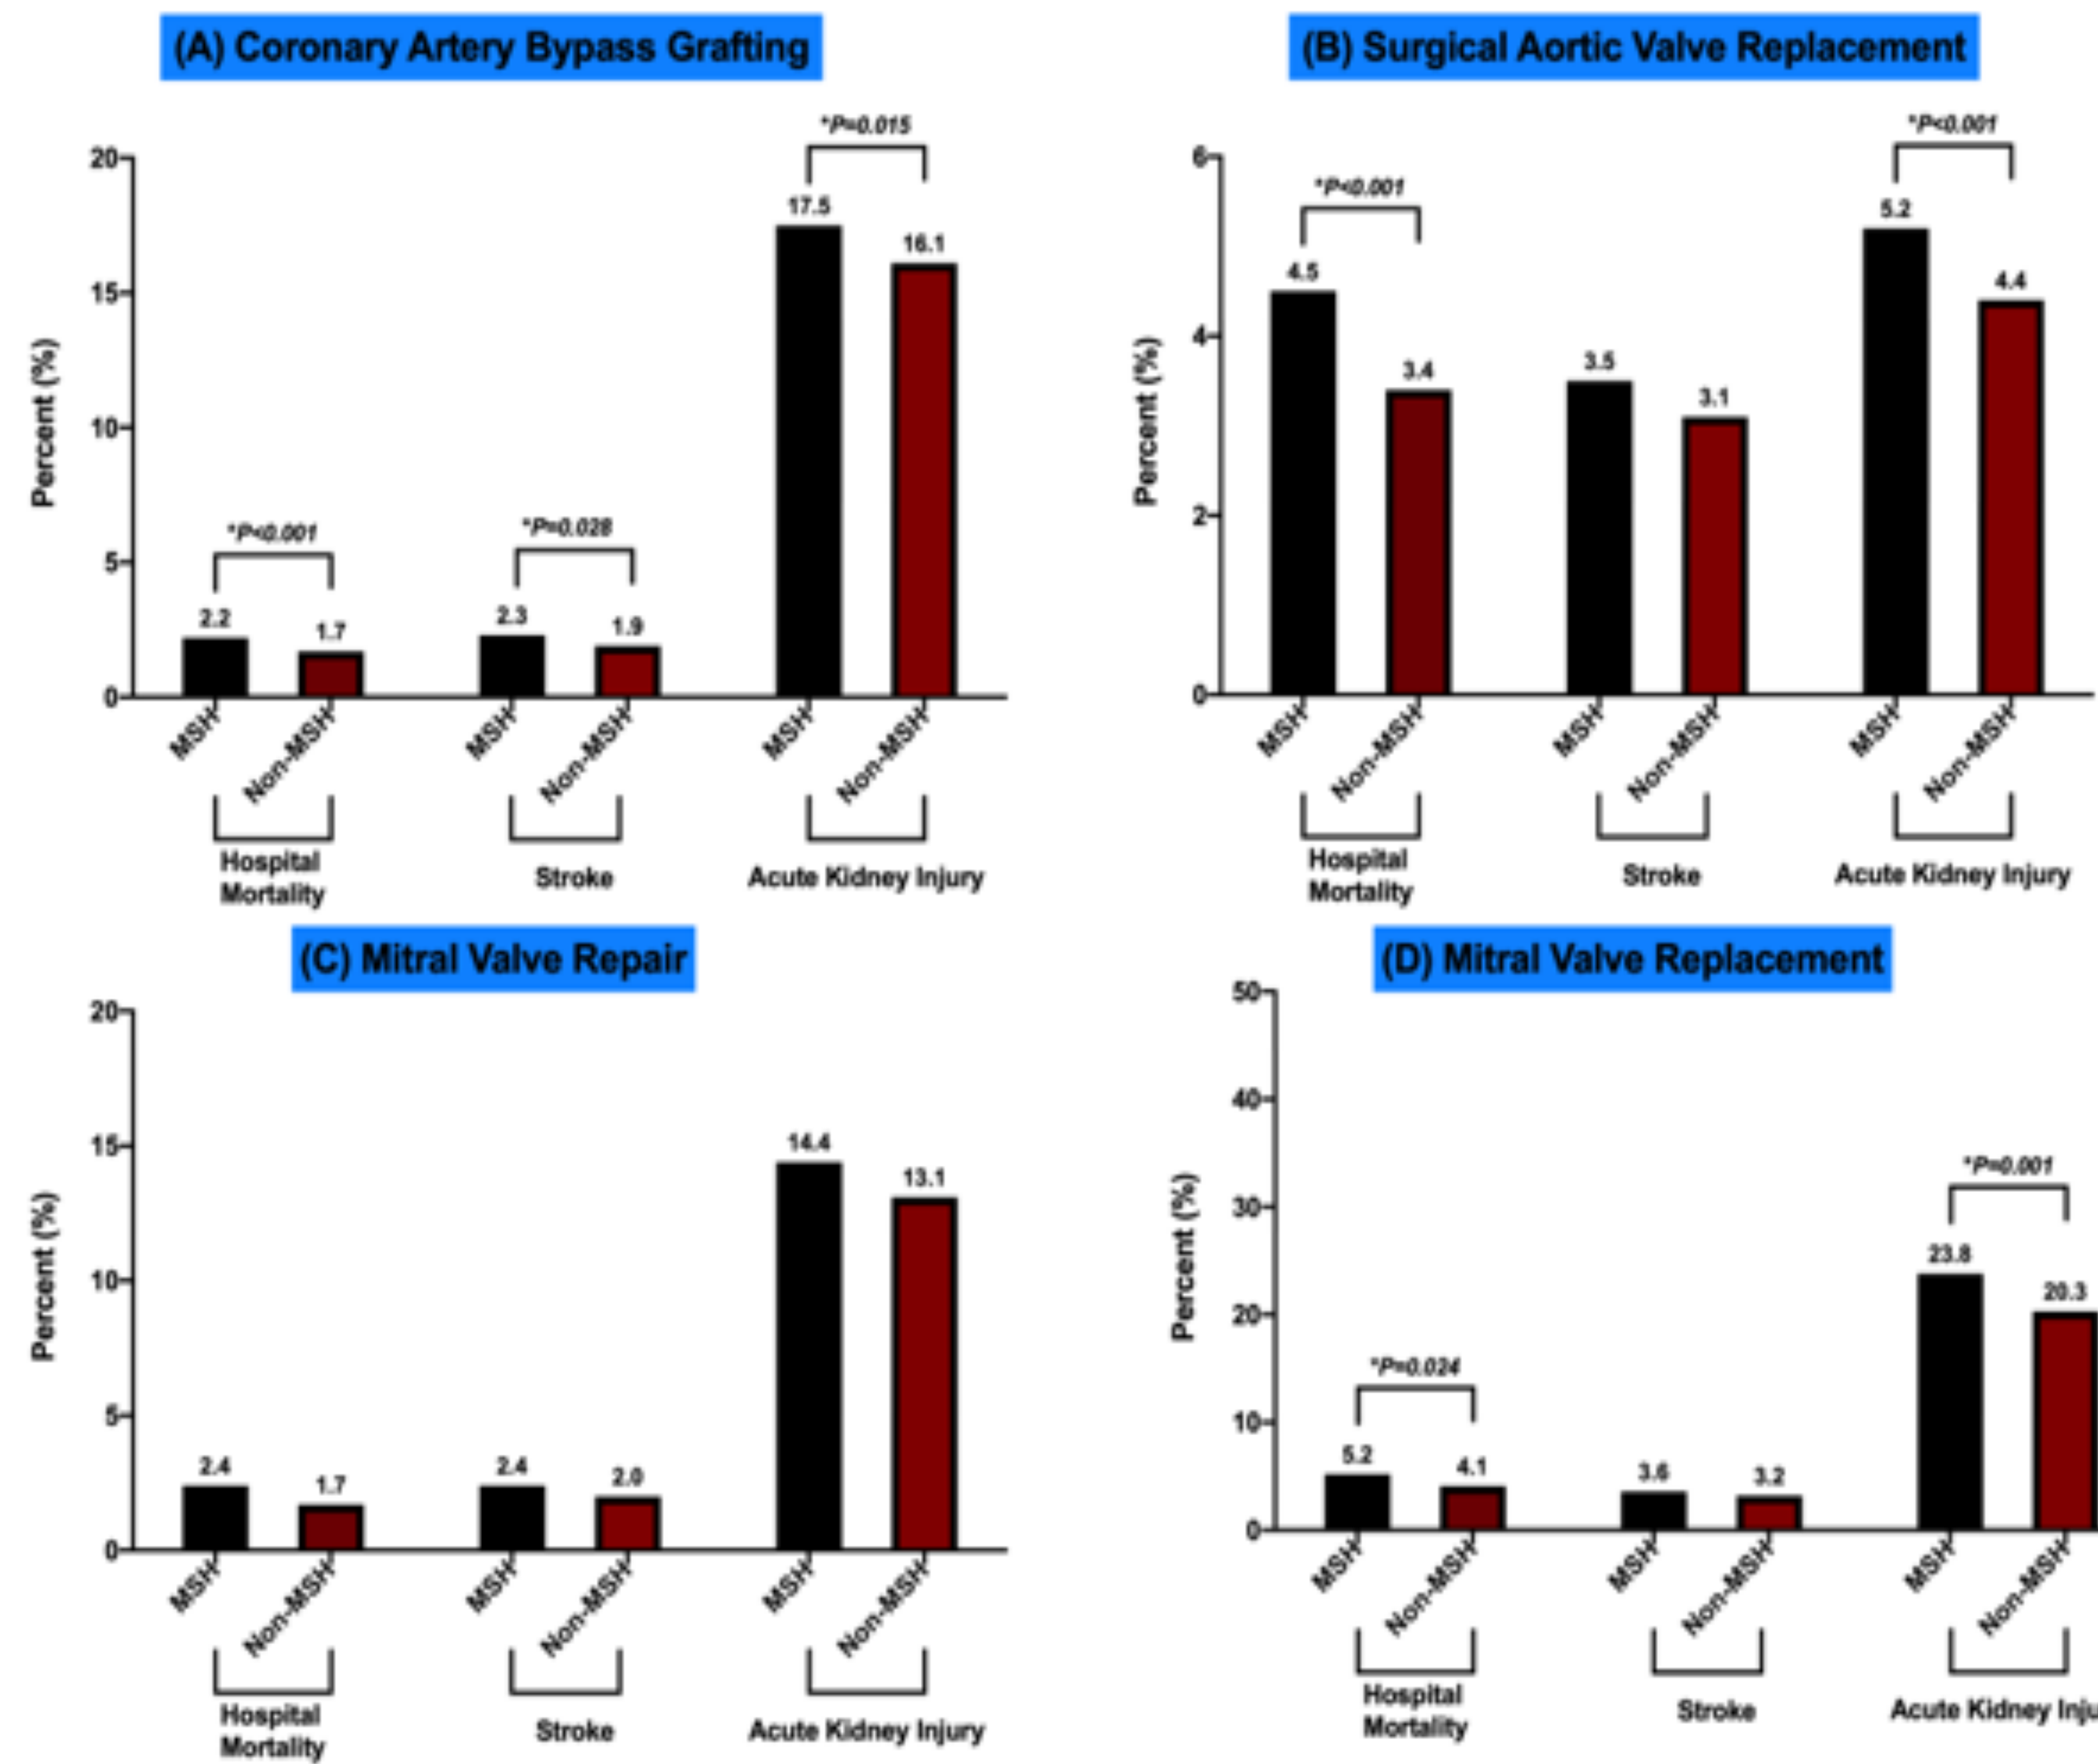 (A) Coronary Artery Bypass Grafting
Percent (%)
20
15
10
5
0
*P<0.001
*P=0.028
*P=0.015
2.2
1.7
2.3
1.9
17.5
16.1
MSH
Non-MSH
MSH
Non-MSH
MSH
Non-MSH
Hospital
Mortality
Stroke
Acute Kidney Injury
(B) Surgical Aortic Valve Replacement
Percent (%)
6
4
2
0
*P<0.001
*P<0.001
4.5
3.4
3.5
3.1
5.2
4.4
MSH
Non-MSH
MSH
Non-MSH
MSH
Non-MSH
Hospital
Mortality
Stroke
Acute Kidney Injury
(C) Mitral Valve Repair
Percent (%)
20
15
10
5
0
2.4
1.7
2.4
2.0
14.4
13.1
MSH
Non-MSH
MSH
Non-MSH
MSH
Non-MSH
Hospital
Mortality
Stroke
Acute Kidney Injury
(D) Mitral Valve Replacement
Percent (%)
50
40
30
20
10
0
*P=0.024
*P=0.001
5.2
4.1
3.6
3.2
23.8
20.3
MSH
Non-MSH
MSH
Non-MSH
MSH
Non-MSH
Hospital
Mortality
Stroke
Acute Kidney Inju